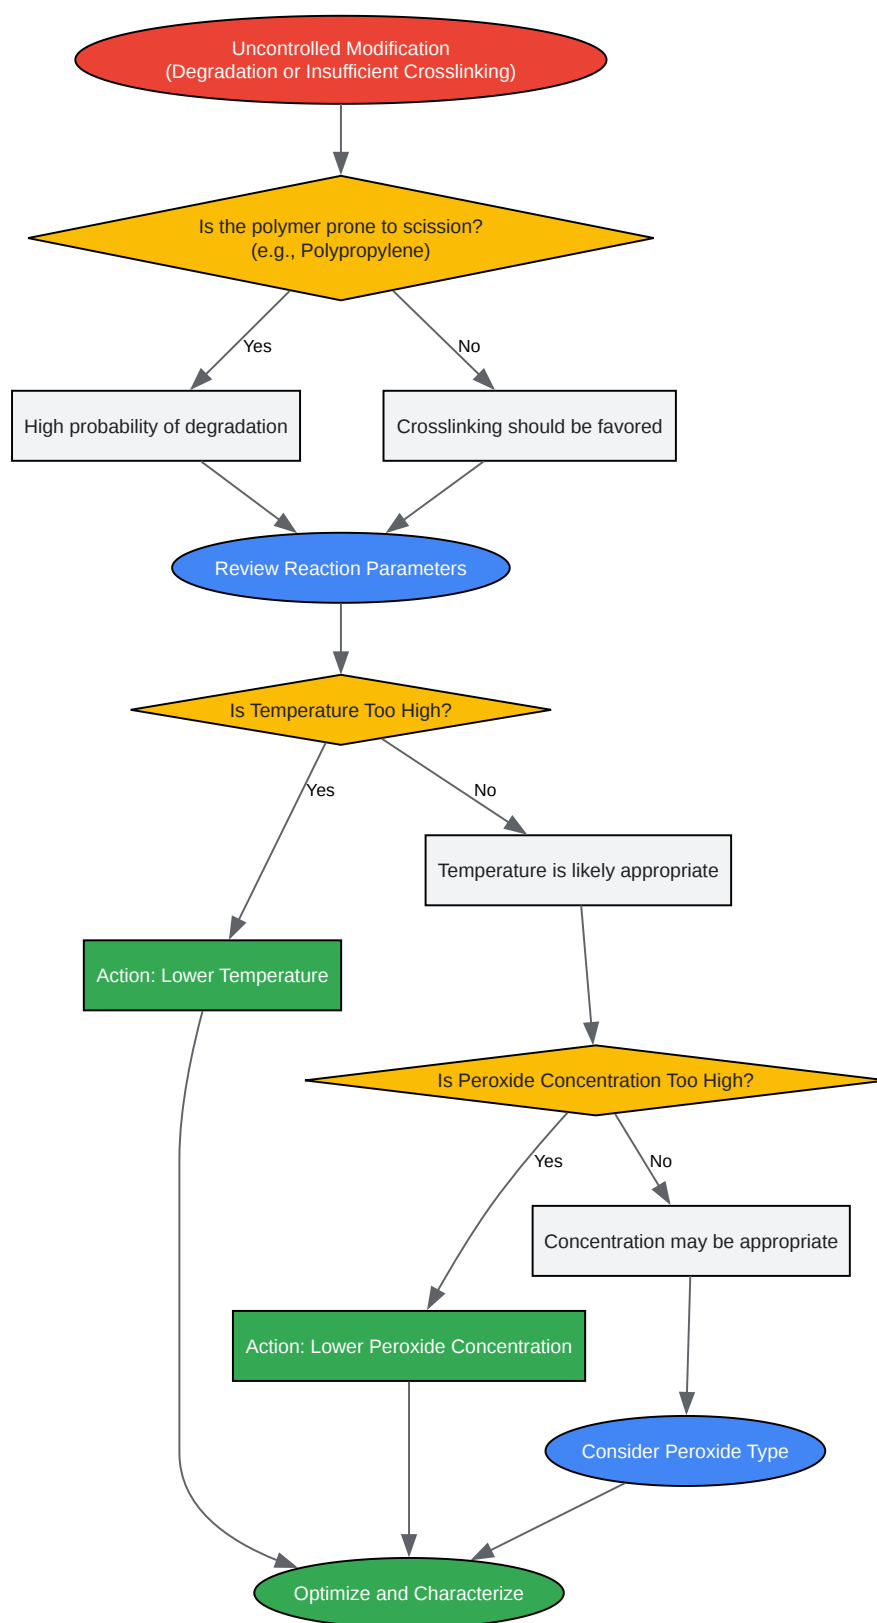 Uncontrolled Modification
(Degradation or Insufficient Crosslinking)
Is the polymer prone to scission?
(e.g., Polypropylene)
Yes
No
High probability of degradation
Crosslinking should be favored
Review Reaction Parameters
Is Temperature Too High?
Yes
No
Temperature is likely appropriate
Action: Lower Temperature
Is Peroxide Concentration Too High?
Yes
No
Concentration may be appropriate
Action: Lower Peroxide Concentration
Consider Peroxide Type
Optimize and Characterize